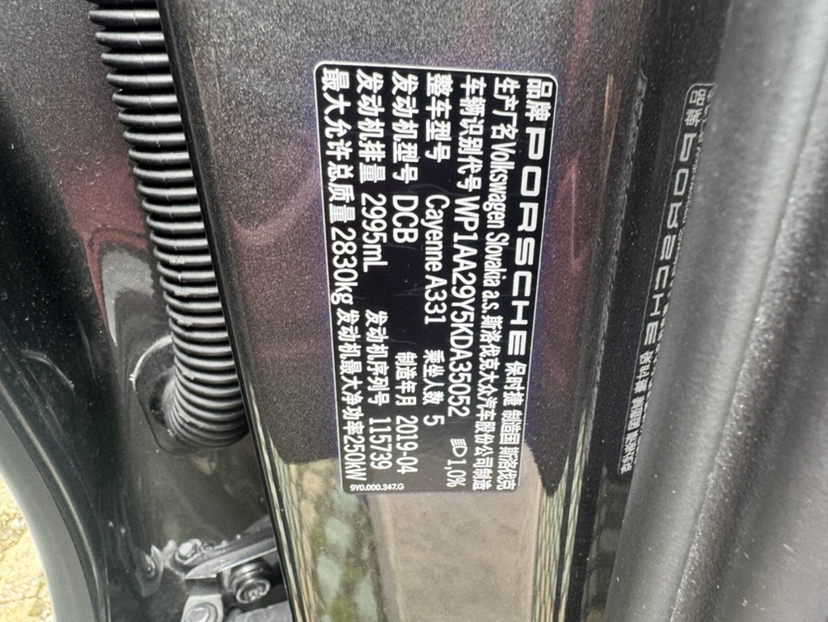 品牌 PORSCHE 保时捷 制造国 斯洛伐克
生产厂名 Volkswagen Slovakia a.s. 斯洛伐克大众汽车股份公司制造
车辆识别代号 WP1AA29Y5KDA35052 1,0%
整车型号 Cayenne A331 乘坐人数 5
发动机型号 DCB 制造年月 2019-04
发动机排量 2995mL 发动机序列号 115739
最大允许总质量 2830kg 发动机最大净功率250kW
9Y0.000.347.G